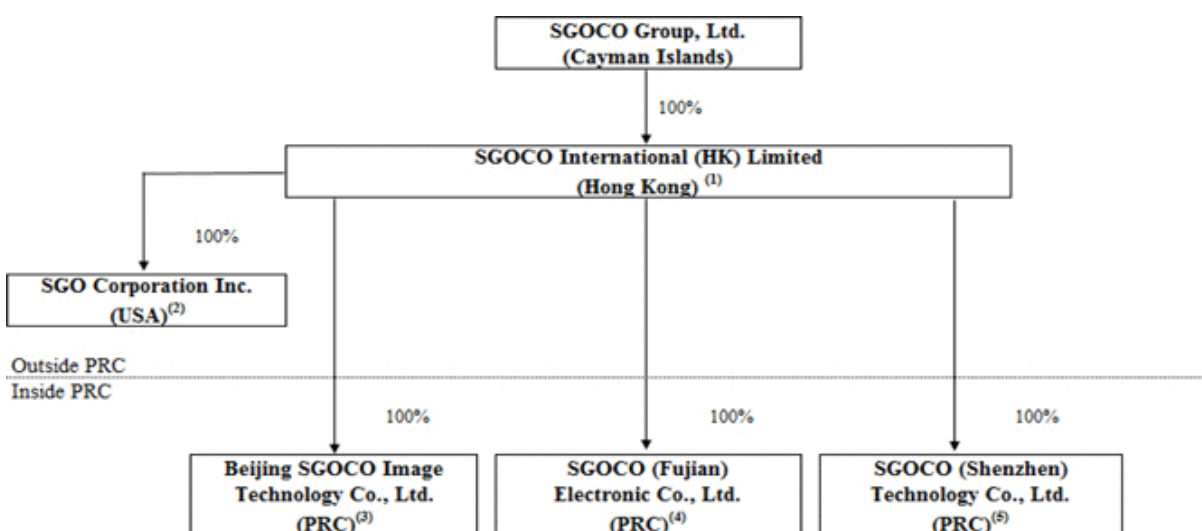 SGOCO Group, Ltd.
(Cayman Islands)
100%
SGOCO International (HK) Limited
(Hong Kong) (1)
100%
SGO Corporation Inc.
(USA)(2)
Outside PRC
Inside PRC
100%
100%
100%
Beijing SGOCO Image
Technology Co., Ltd.
(PRC)(3)
SGOCO (Fujian)
Electronic Co., Ltd.
(PRC)(4)
SGOCO (Shenzhen)
Technology Co., Ltd.
(PRC)(5)